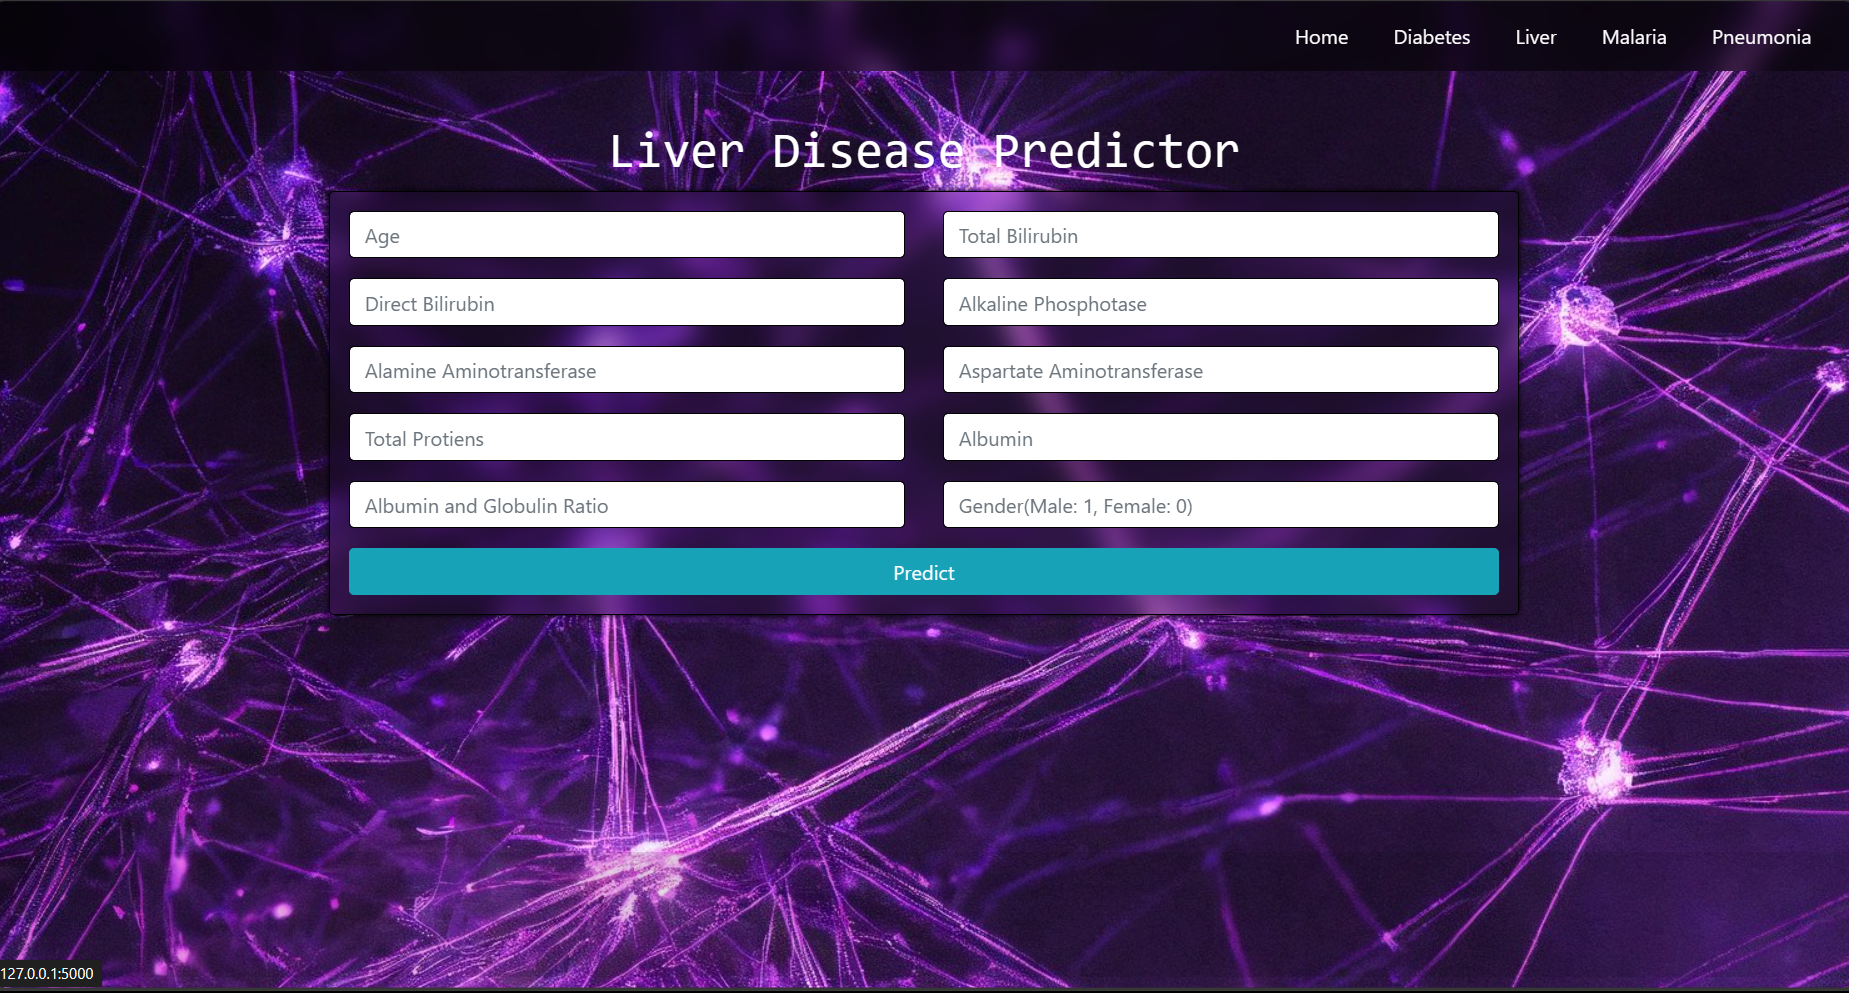 Home Diabetes Liver Malaria Pneumonia
Liver Disease Predictor
Age Total Bilirubin
Direct Bilirubin Alkaline Phosphotase
Alamine Aminotransferase Aspartate Aminotransferase
Total Protiens Albumin
Albumin and Globulin Ratio Gender(Male: 1, Female: 0)
Predict
127.0.0.1:5000